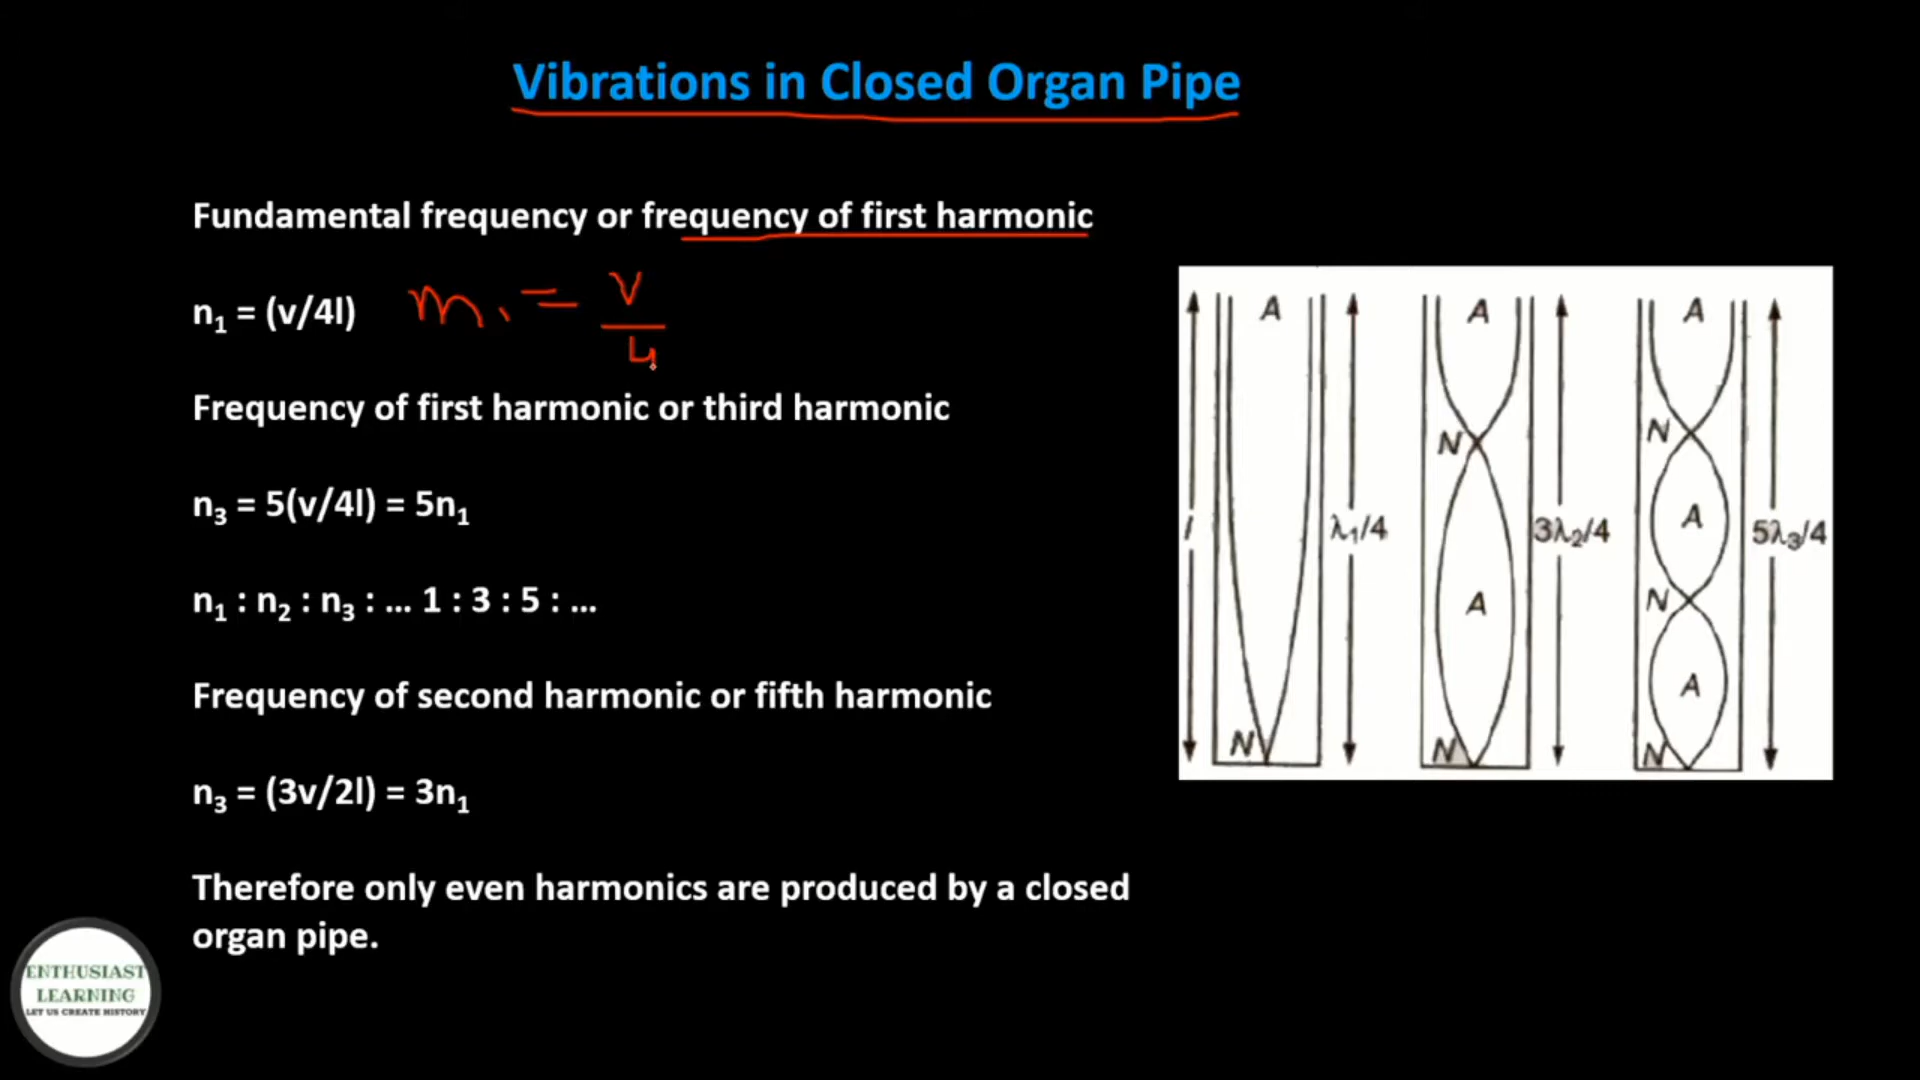 Vibrations in Closed Organ Pipe
Fundamental frequency or frequency of first harmonic
n₁ = (v/4l)
n₁ = v/4
Frequency of first harmonic or third harmonic
n₃ = 5(v/4l) = 5n₁
n₁ : n₂ : n₃ : ... 1 : 3 : 5 : ...
Frequency of second harmonic or fifth harmonic
n₃ = (3v/2l) = 3n₁
Therefore only even harmonics are produced by a closed
organ pipe.
A A A
N N
A
l λ₁/4 3λ₂/4 5λ₃/4
A N
A
N N N
ENTHUSIAST
LEARNING
LET US CREATE HISTORY